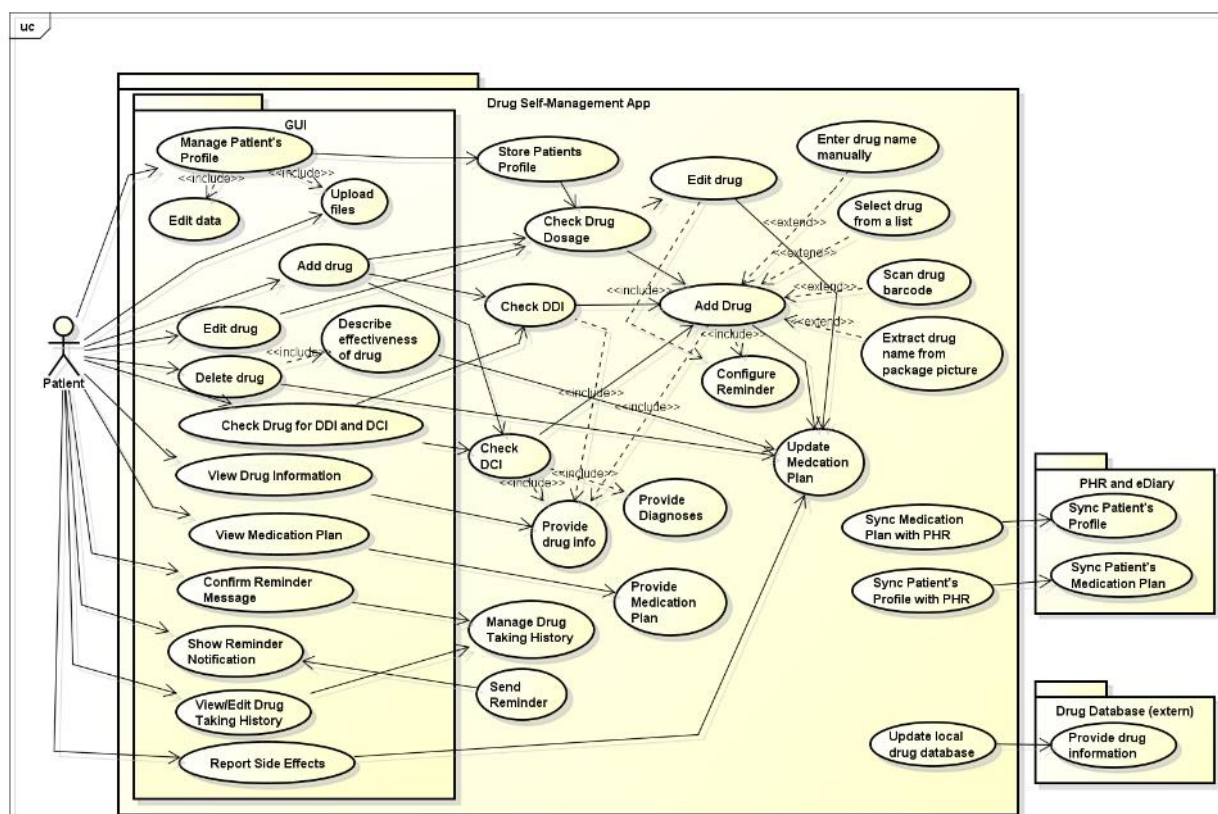 uc
Drug Self-Management App
GUI
Manage Patient's
Profile
<<include>>
<<include>>
Edit data
Upload
files
Add drug
Edit drug
Describe
effectiveness
of drug
<<include>>
Delete drug
Patient
Check Drug for DDI and DCI
View Drug Information
View Medication Plan
Confirm Reminder
Message
Show Reminder
Notification
View/Edit Drug
Taking History
Report Side Effects
Store Patients
Profile
Check Drug
Dosage
Check DDI
Check
DCI
Edit drug
Enter drug name
manually
<<extend>>
Select drug
from a list
<<extend>>
Scan drug
barcode
<<extend>>
Add Drug
<<include>>
<<extend>>
Extract drug
name from
package picture
<<include>>
Configure
Reminder
<<include>>
<<include>>
Update
Medcation
Plan
<<include>>
<<include>>
Provide
Diagnoses
Provide
drug info
Provide
Medication
Plan
Manage Drug
Taking History
Send
Reminder
Sync Medication
Plan with PHR
Sync Patient's
Profile with PHR
PHR and eDiary
Sync Patient's
Profile
Sync Patient's
Medication Plan
Update local
drug database
Drug Database (extern)
Provide drug
information